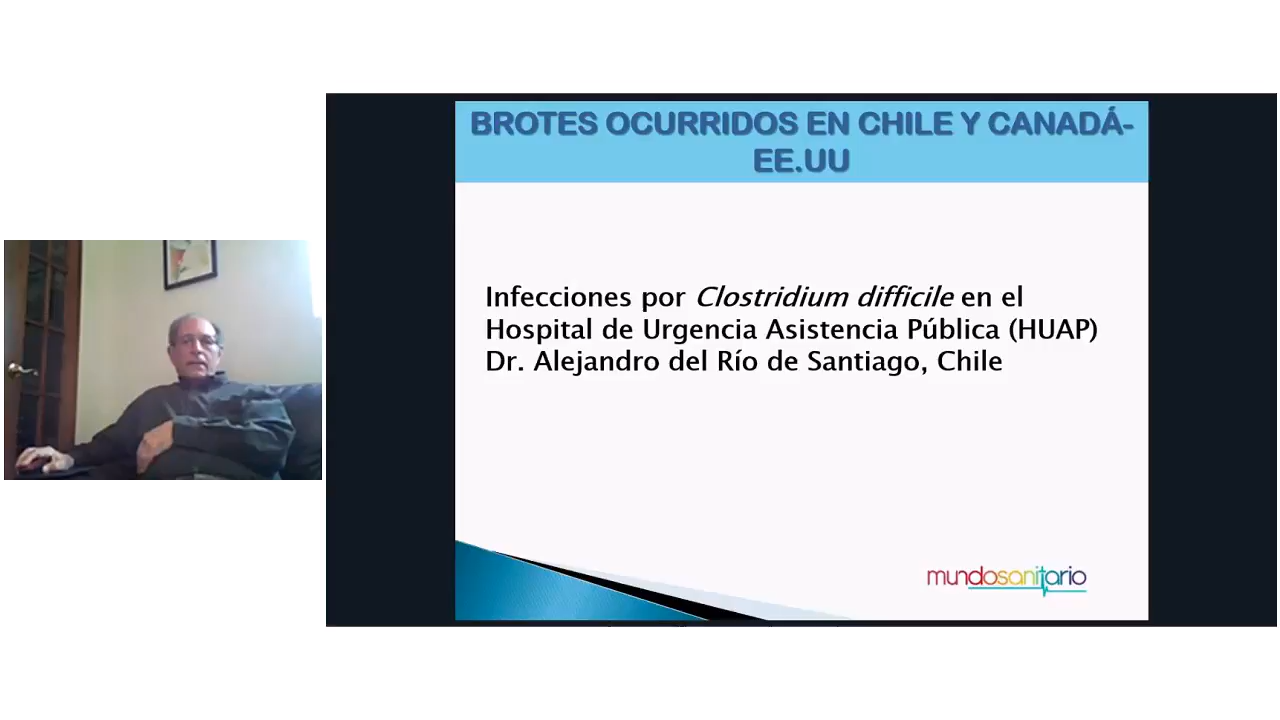 BROTES OCURRIDOS EN CHILE Y CANADÁ-
EE.UU
Infecciones por Clostridium difficile en el
Hospital de Urgencia Asistencia Pública (HUAP)
Dr. Alejandro del Río de Santiago, Chile
mundosanitario